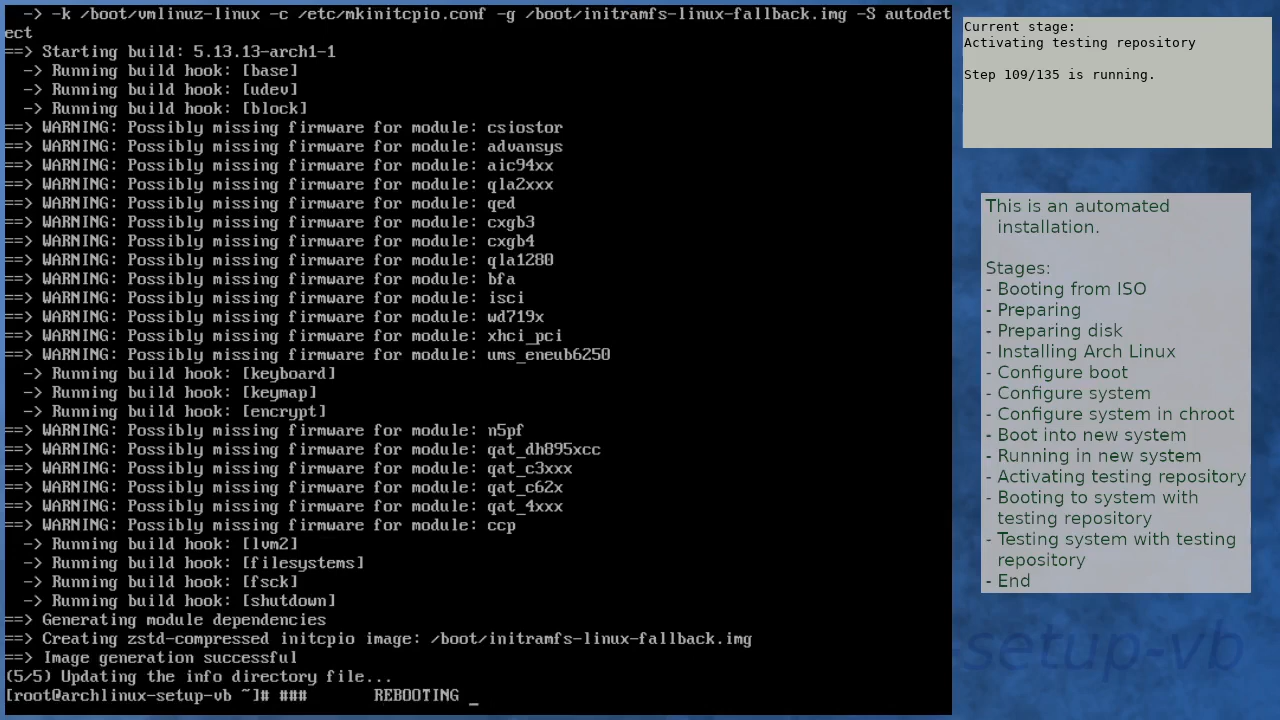 -> -k /boot/vmlinuz-linux -c /etc/mkinitcpio.conf -g /boot/initramfs-linux-fallback.img -S autodet
ect
==> Starting build: 5.13.13-arch1-1
-> Running build hook: [base]
-> Running build hook: [udev]
-> Running build hook: [block]
==> WARNING: Possibly missing firmware for module: csiostor
==> WARNING: Possibly missing firmware for module: advansys
==> WARNING: Possibly missing firmware for module: aic94xx
==> WARNING: Possibly missing firmware for module: qla2xxx
==> WARNING: Possibly missing firmware for module: qed
==> WARNING: Possibly missing firmware for module: cxgb3
==> WARNING: Possibly missing firmware for module: cxgb4
==> WARNING: Possibly missing firmware for module: qla1280
==> WARNING: Possibly missing firmware for module: bfa
==> WARNING: Possibly missing firmware for module: isci
==> WARNING: Possibly missing firmware for module: wd719x
==> WARNING: Possibly missing firmware for module: xhci_pci
==> WARNING: Possibly missing firmware for module: ums_eneub6250
-> Running build hook: [keyboard]
-> Running build hook: [keymap]
-> Running build hook: [encrypt]
==> WARNING: Possibly missing firmware for module: n5pf
==> WARNING: Possibly missing firmware for module: qat_dh895xcc
==> WARNING: Possibly missing firmware for module: qat_c3xxx
==> WARNING: Possibly missing firmware for module: qat_c62x
==> WARNING: Possibly missing firmware for module: qat_4xxx
==> WARNING: Possibly missing firmware for module: ccp
-> Running build hook: [lvm2]
-> Running build hook: [filesystems]
-> Running build hook: [fsck]
-> Running build hook: [shutdown]
==> Generating module dependencies
==> Creating zstd-compressed initcpio image: /boot/initramfs-linux-fallback.img
==> Image generation successful
(5/5) Updating the info directory file...
[root@archlinux-setup-vb ~]# ### REBOOTING _
Current stage:
Activating testing repository
Step 109/135 is running.
This is an automated
installation.
Stages:
- Booting from ISO
- Preparing
- Preparing disk
- Installing Arch Linux
- Configure boot
- Configure system
- Configure system in chroot
- Boot into new system
- Running in new system
- Activating testing repository
- Booting to system with
testing repository
- Testing system with testing
repository
- End
-setup-vb